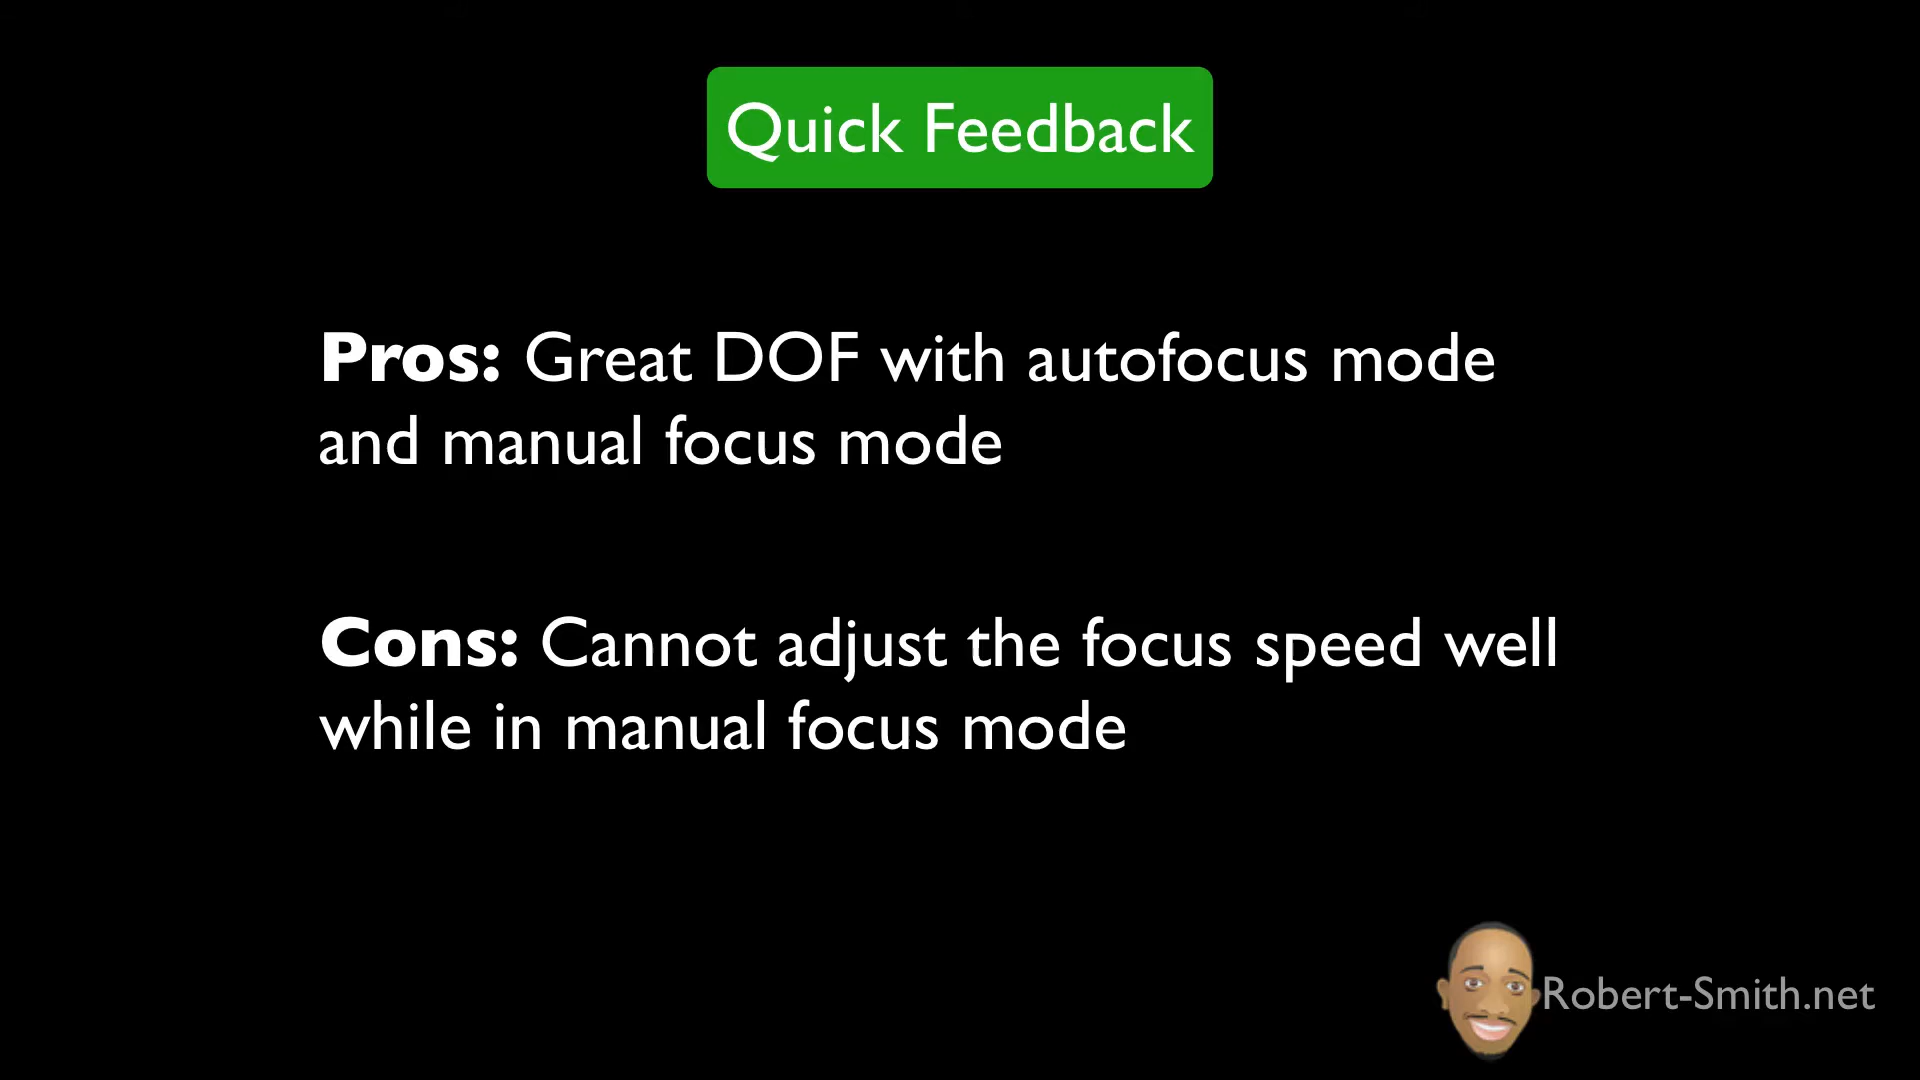 Quick Feedback
Pros: Great DOF with autofocus mode
and manual focus mode
Cons: Cannot adjust the focus speed well
while in manual focus mode
Robert-Smith.net